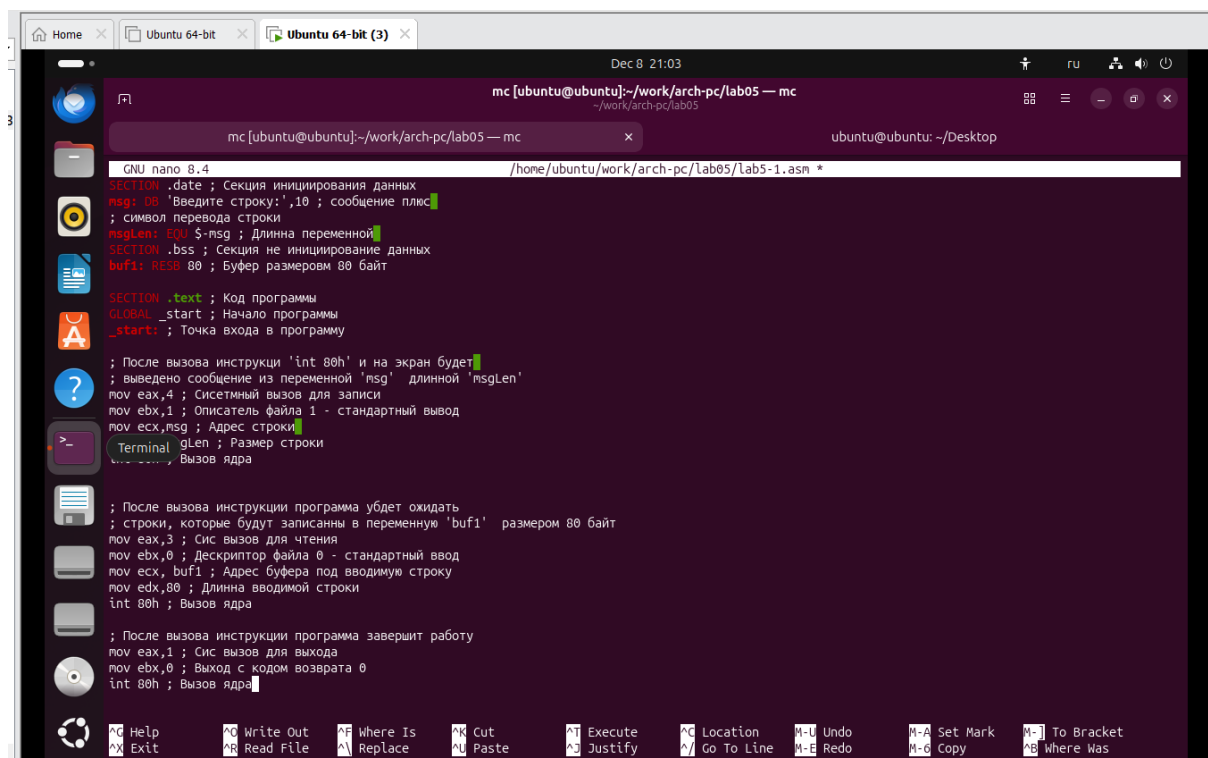 Home
Ubuntu 64-bit
Ubuntu 64-bit (3)
Dec 8 21:03
ru
mc [ubuntu@ubuntu]:~/work/arch-pc/lab05 — mc
~/work/arch-pc/lab05
mc [ubuntu@ubuntu]:~/work/arch-pc/lab05 — mc
ubuntu@ubuntu: ~/Desktop
GNU nano 8.4 /home/ubuntu/work/arch-pc/lab05/lab5-1.asm *
SECTION .date ; Секция инициирования данных
msg: DB 'Введите строку:',10 ; сообщение плюс
; символ перевода строки
msgLen: EQU $-msg ; Длинна переменной
SECTION .bss ; Секция не инициирование данных
buf1: RESB 80 ; Буфер размеровм 80 байт
SECTION .text ; Код программы
GLOBAL _start ; Начало программы
_start: ; Точка входа в программу
; После вызова инструкци 'int 80h' и на экран будет
; выведено сообщение из переменной 'msg' длинной 'msgLen'
mov eax,4 ; Сисетмный вызов для записи
mov ebx,1 ; Описатель файла 1 - стандартный вывод
mov ecx,msg ; Адрес строки
Terminal
gLen ; Размер строки
; Вызов ядра
; После вызова инструкции программа убдет ожидать
; строки, которые будут записанны в переменную 'buf1' размером 80 байт
mov eax,3 ; Сис вызов для чтения
mov ebx,0 ; Дескриптор файла 0 - стандартный ввод
mov ecx, buf1 ; Адрес буфера под вводимую строку
mov edx,80 ; Длинна вводимой строки
int 80h ; Вызов ядра
; После вызова инструкции программа завершит работу
mov eax,1 ; Сис вызов для выхода
mov ebx,0 ; Выход с кодом возврата 0
int 80h ; Вызов ядра
^G Help ^O Write Out ^F Where Is ^K Cut ^T Execute ^C Location M-U Undo M-A Set Mark M-] To Bracket
^X Exit ^R Read File ^\ Replace ^U Paste ^J Justify ^/ Go To Line M-E Redo M-6 Copy ^B Where Was